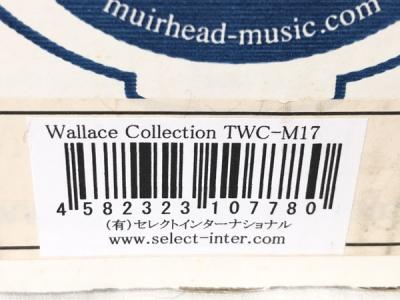 muirhead-music.com
Wallace Collection TWC-M17
4 582323 107780
(有)セレクトインターナショナル
www.select-inter.com